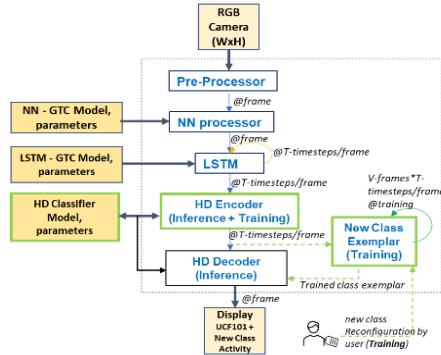 RGB
Camera
(WxH)
Pre-Processor
@frame
NN - GTC Model,
parameters
NN processor
@frame
@T-timesteps/frame
LSTM - GTC Model,
parameters
LSTM
@T-timesteps/frame
V-frames*T-
timesteps/frame
@training
HD Classifier
Model,
parameters
HD Encoder
(Inference + Training)
New Class
Exemplar
(Training)
@T-timesteps/frame
HD Decoder
(Inference)
Trained class exemplar
@frame
Display
UCF101 +
New Class
Activity
new class
Reconfiguration by
user (Training)